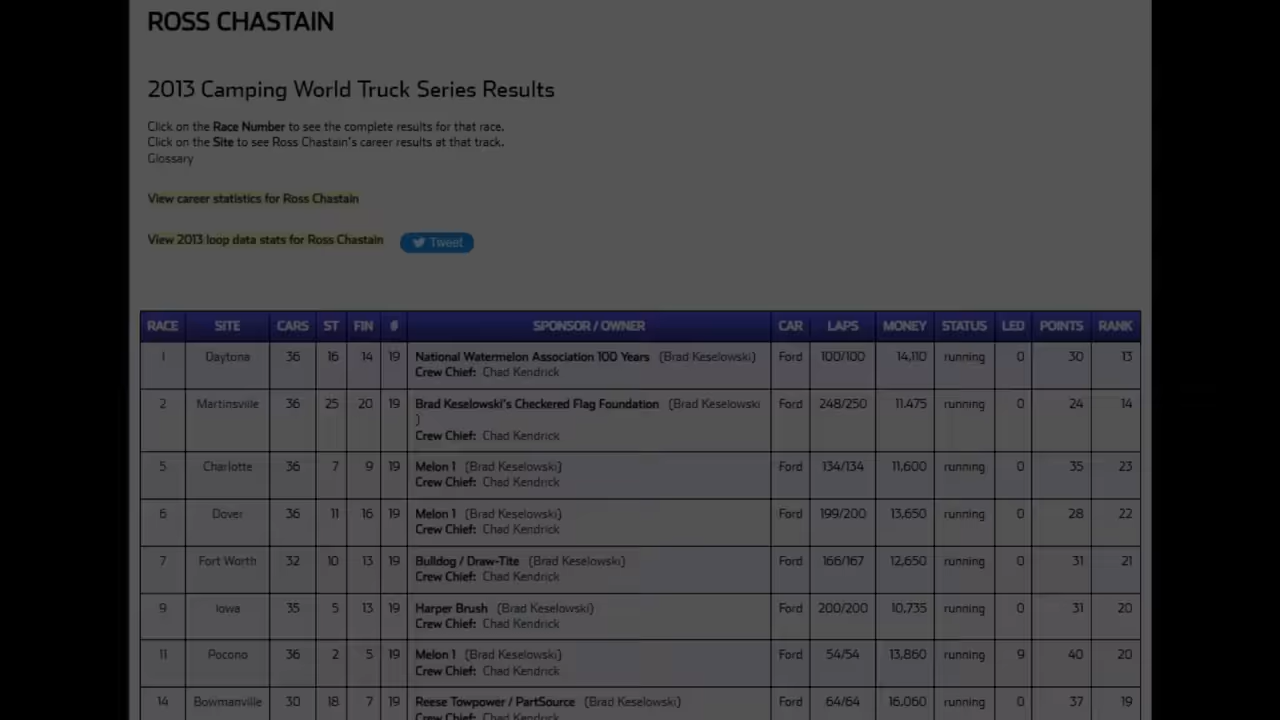 ROSS CHASTAIN
2013 Camping World Truck Series Results
Click on the Race Number to see the complete results for that race.
Click on the Site to see Ross Chastain's career results at that track.
Glossary
View career statistics for Ross Chastain
View 2013 loop data stats for Ross Chastain Tweet
RACE SITE CARS ST FIN # SPONSOR / OWNER CAR LAPS MONEY STATUS LED POINTS RANK
1 Daytona 36 16 14 19 National Watermelon Association 100 Years (Brad Keselowski) Ford 100/100 14,110 running 0 30 13
Crew Chief: Chad Kendrick
2 Martinsville 36 25 20 19 Brad Keselowski's Checkered Flag Foundation (Brad Keselowski Ford 248/250 11,475 running 0 24 14
)
Crew Chief: Chad Kendrick
5 Charlotte 36 7 9 19 Melon 1 (Brad Keselowski) Ford 134/134 11,600 running 0 35 23
Crew Chief: Chad Kendrick
6 Dover 36 11 16 19 Melon 1 (Brad Keselowski) Ford 199/200 13,650 running 0 28 22
Crew Chief: Chad Kendrick
7 Fort Worth 32 10 13 19 Bulldog / Draw-Tite (Brad Keselowski) Ford 166/167 12,650 running 0 31 21
Crew Chief: Chad Kendrick
9 Iowa 35 5 13 19 Harper Brush (Brad Keselowski) Ford 200/200 10,735 running 0 31 20
Crew Chief: Chad Kendrick
11 Pocono 36 2 5 19 Melon 1 (Brad Keselowski) Ford 54/54 13,860 running 9 40 20
Crew Chief: Chad Kendrick
14 Bowmanville 30 18 7 19 Reese Towpower / PartSource (Brad Keselowski) Ford 64/64 16,060 running 0 37 19
Crew Chief: Chad Kendrick